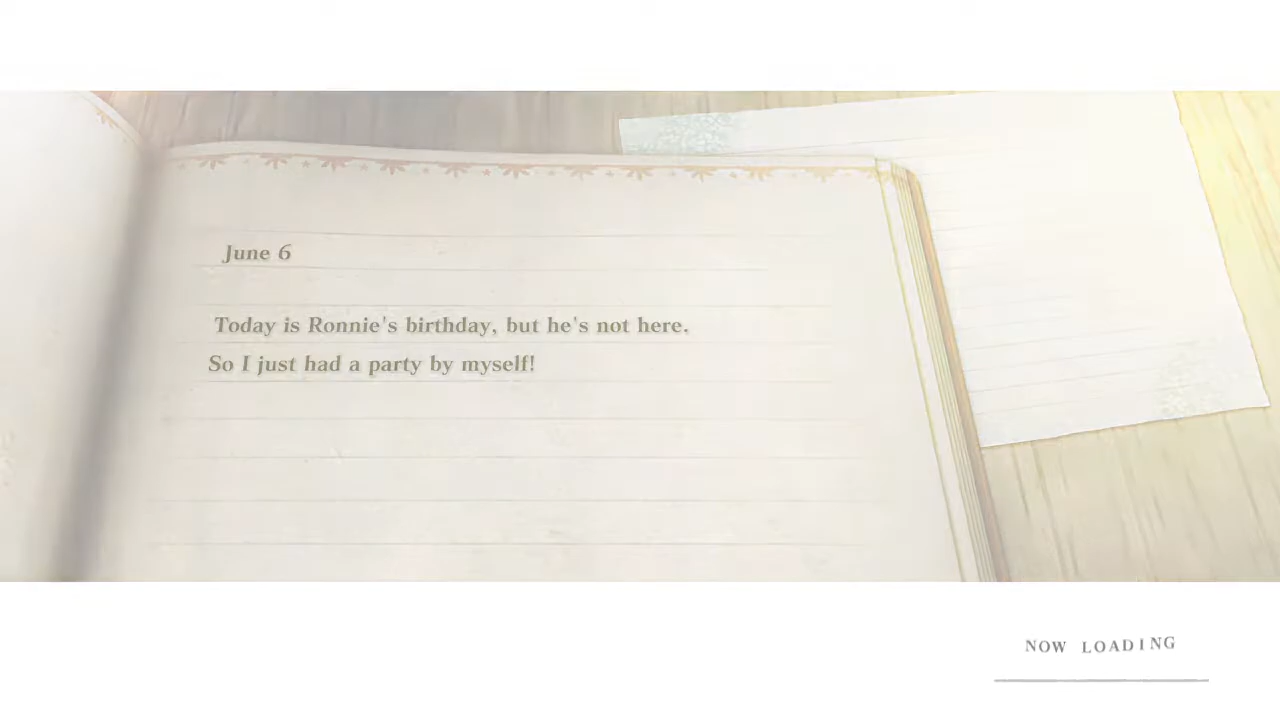 June 6
Today is Ronnie's birthday, but he's not here.
So I just had a party by myself!
NOW LOADING